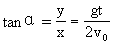 tan α = y/x = gt/2v₀